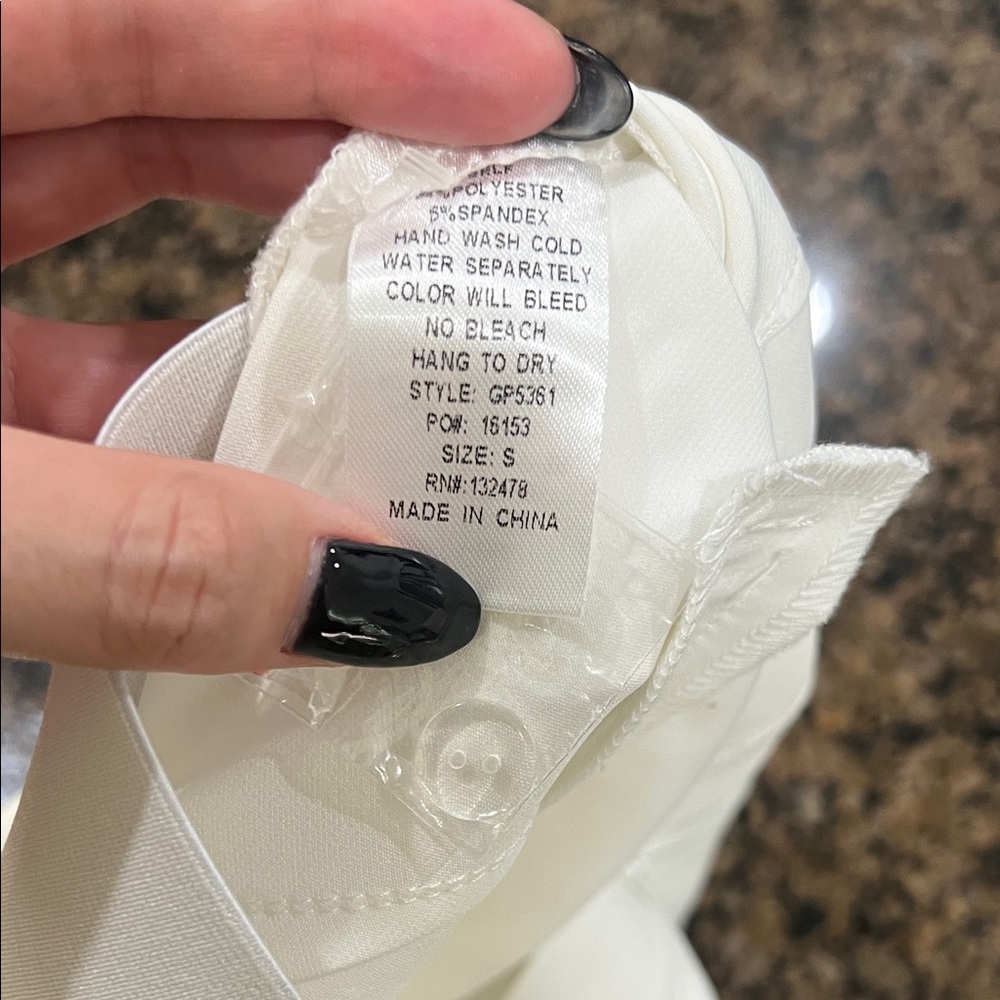 SELF
%POLYESTER
5%SPANDEX
HAND WASH COLD
WATER SEPARATELY
COLOR WILL BLEED
NO BLEACH
HANG TO DRY
STYLE: GP5361
PO#: 16153
SIZE: S
RN#:132478
MADE IN CHINA